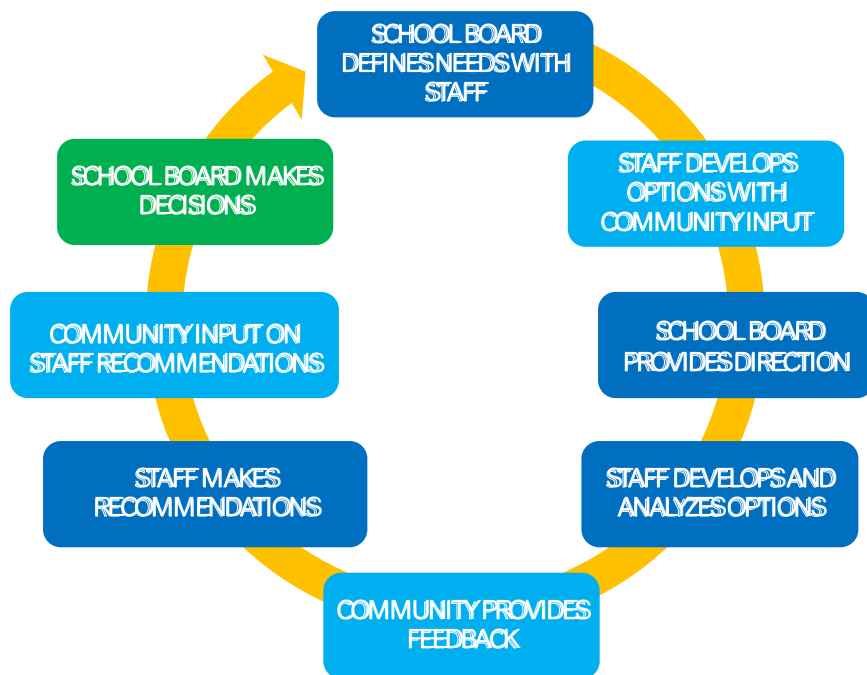 SCHOOL BOARD
DEFINES NEEDS WITH
STAFF
STAFF DEVELOPS
OPTIONS WITH
COMMUNITY INPUT
SCHOOL BOARD
PROVIDES DIRECTION
STAFF DEVELOPS AND
ANALYZES OPTIONS
COMMUNITY PROVIDES
FEEDBACK
STAFF MAKES
RECOMMENDATIONS
COMMUNITY INPUT ON
STAFF RECOMMENDATIONS
SCHOOL BOARD MAKES
DECISIONS